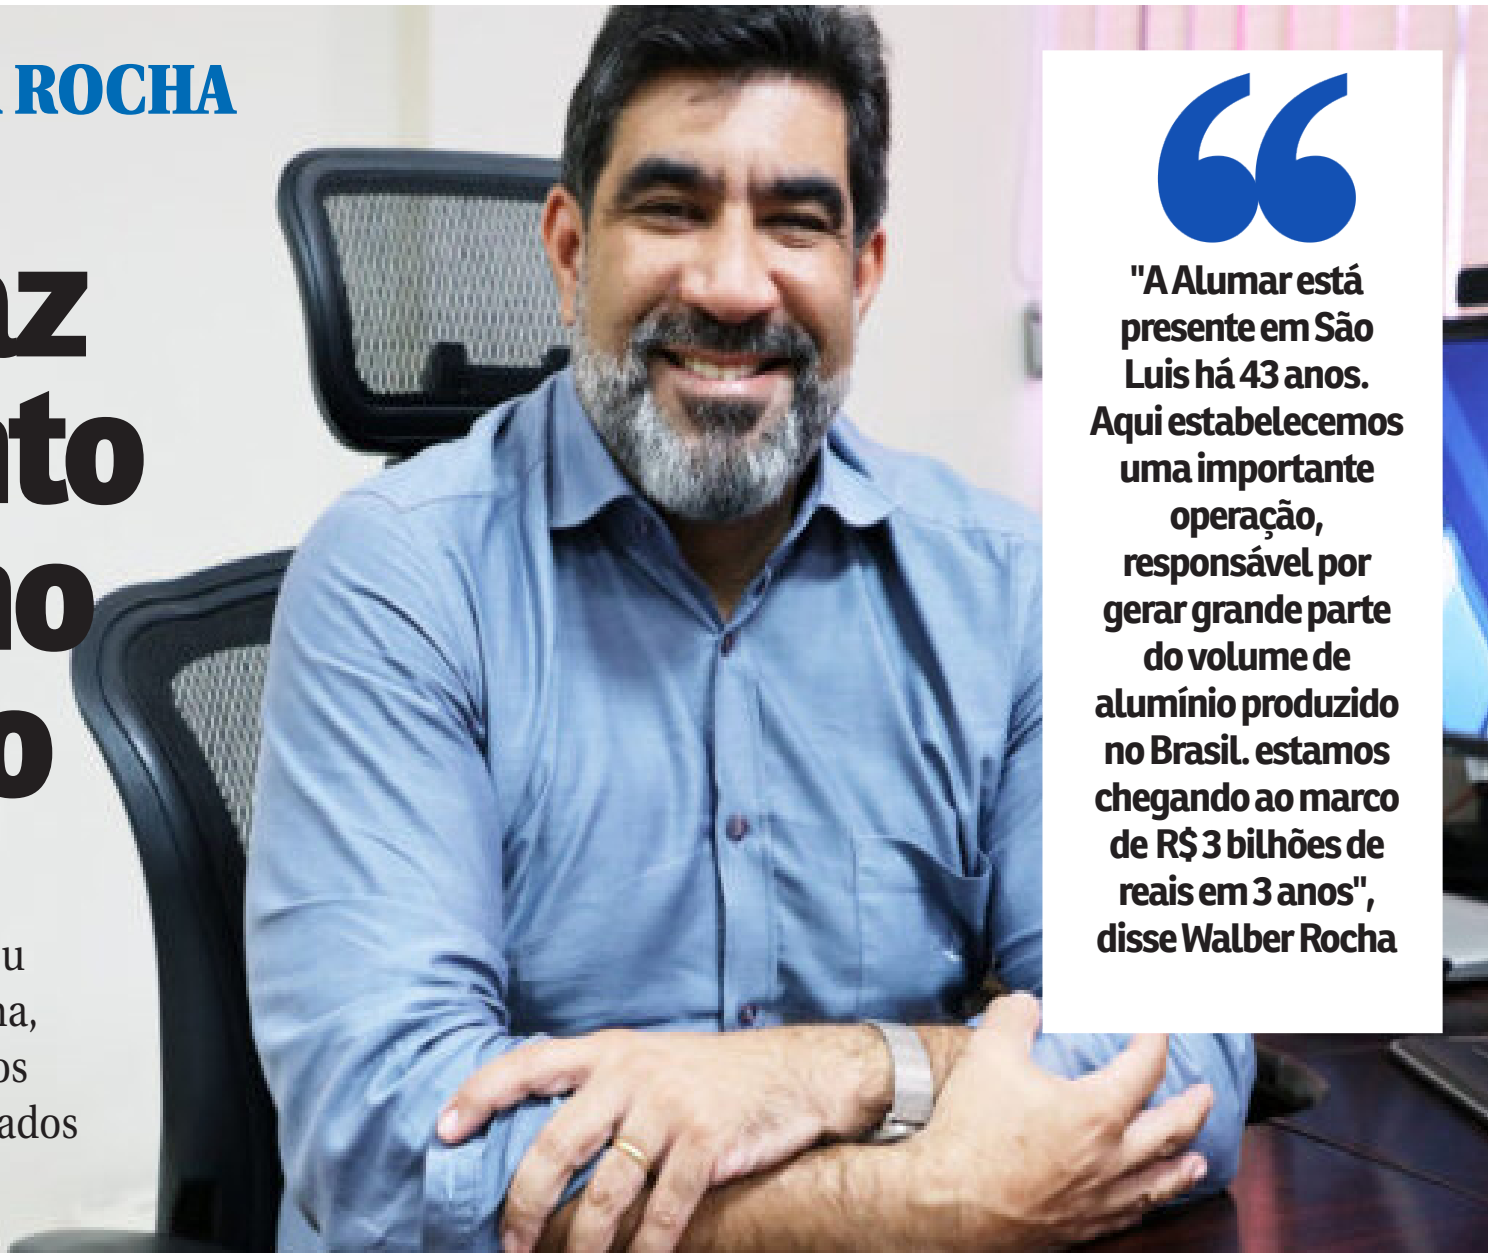 ROCHA
az
nto
no
o
u
na,
os
ados
"A Alumar está
presente em São
Luis há 43 anos.
Aqui estabelecemos
uma importante
operação,
responsável por
gerar grande parte
do volume de
alumínio produzido
no Brasil. estamos
chegando ao marco
de R$ 3 bilhões de
reais em 3 anos",
disse Walber Rocha